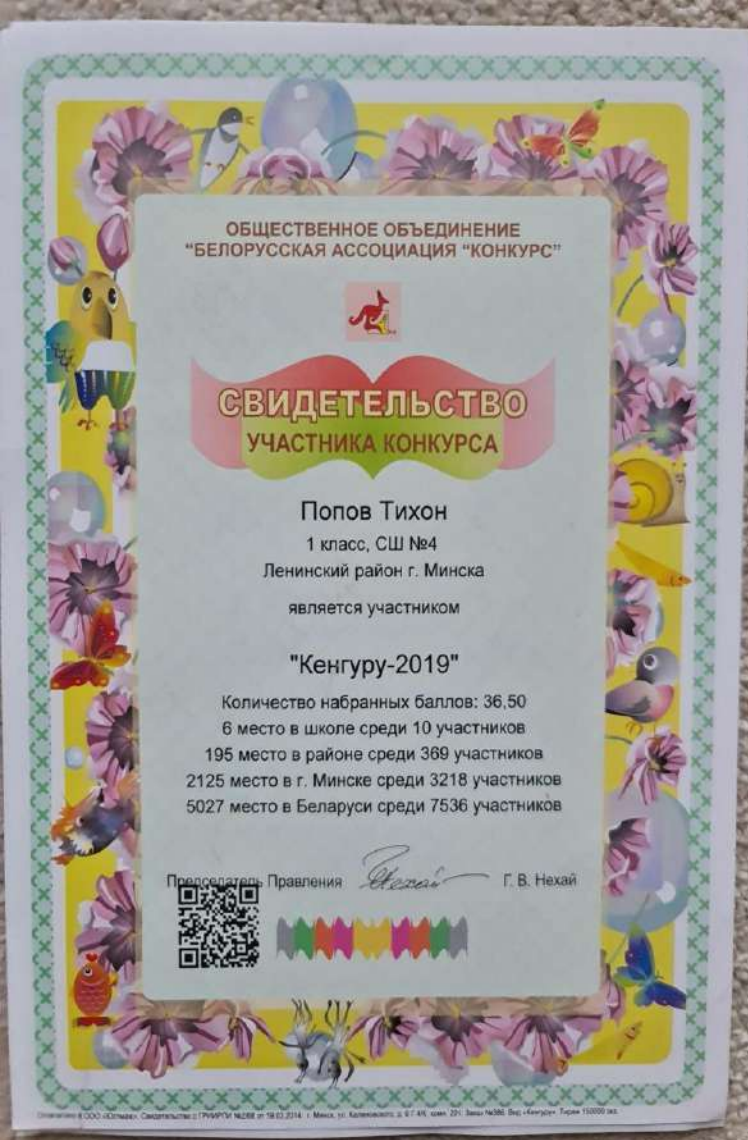 ОБЩЕСТВЕННОЕ ОБЪЕДИНЕНИЕ
"БЕЛОРУССКАЯ АССОЦИАЦИЯ "КОНКУРС"
СВИДЕТЕЛЬСТВО
УЧАСТНИКА КОНКУРСА
Попов Тихон
1 класс, СШ №4
Ленинский район г. Минска
является участником
"Кенгуру-2019"
Количество набранных баллов: 36,50
6 место в школе среди 10 участников
195 место в районе среди 369 участников
2125 место в г. Минске среди 3218 участников
5027 место в Беларуси среди 7536 участников
Председатель Правления Г. В. Нехай